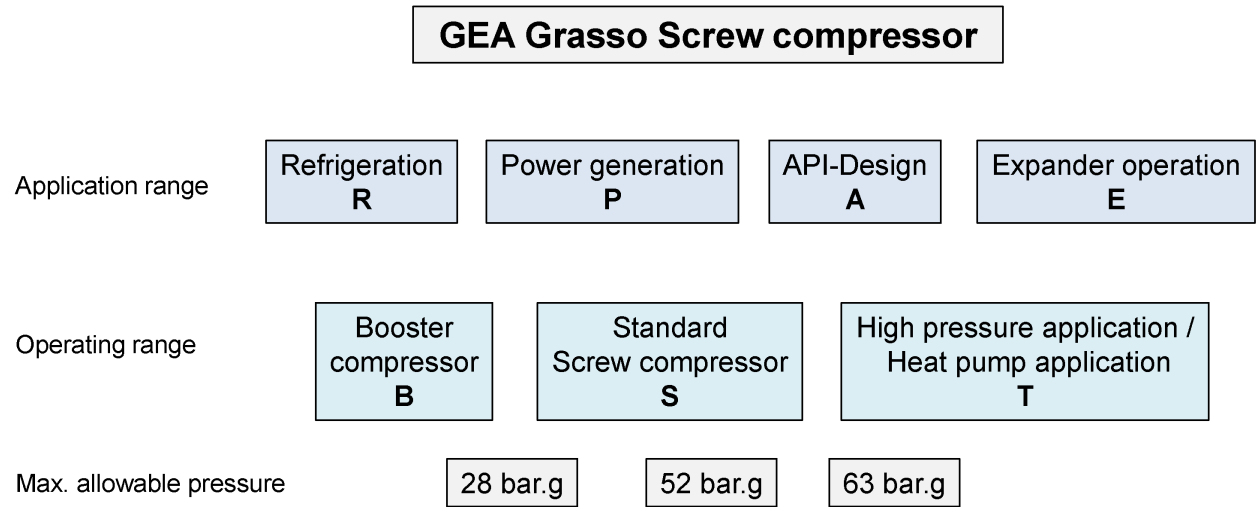 GEA Grasso Screw compressor
Application range
Refrigeration
R
Power generation
P
API-Design
A
Expander operation
E
Operating range
Booster
compressor
B
Standard
Screw compressor
S
High pressure application /
Heat pump application
T
Max. allowable pressure
28 bar.g
52 bar.g
63 bar.g